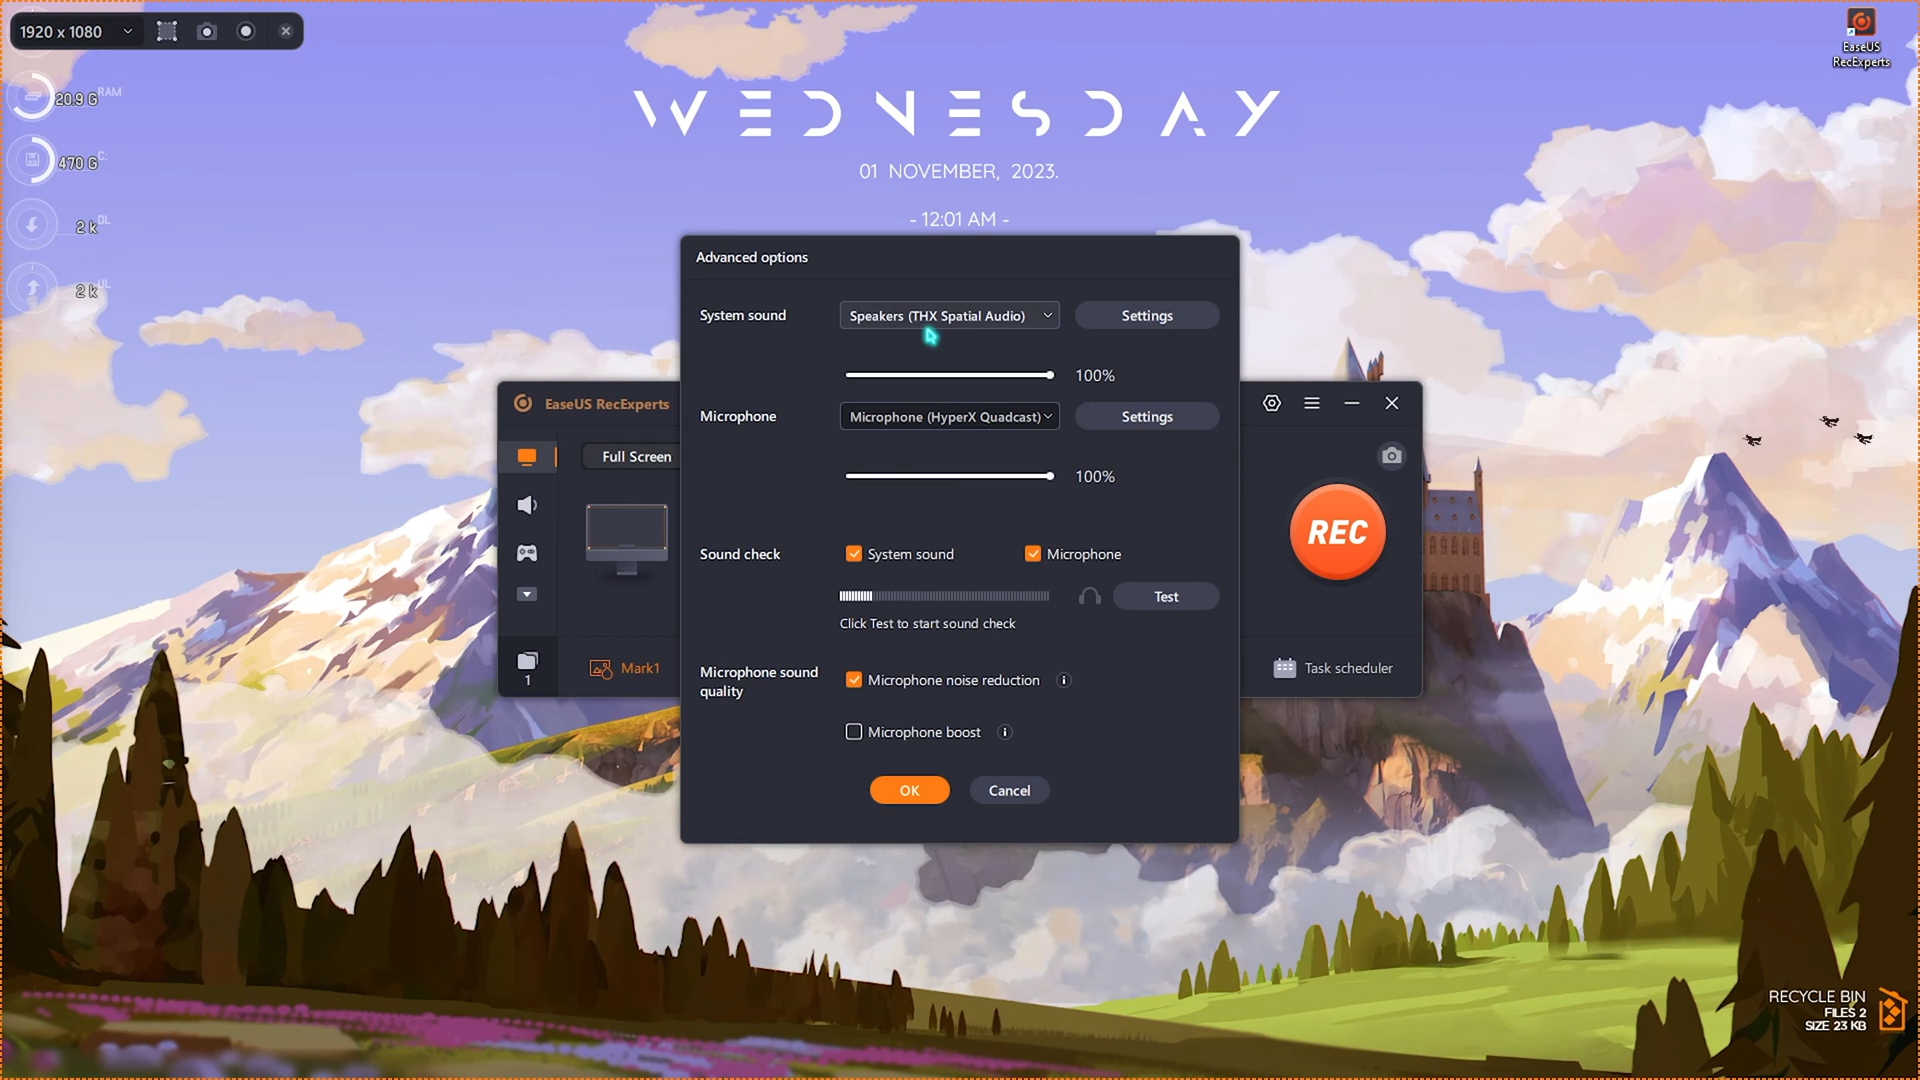 1920 x 1080
EaseUS
RecExperts
RAM
20.9 G
C:
470 G
DL
2 k
UL
2 k
WEDNESDAY
01 NOVEMBER, 2023.
- 12:01 AM -
Advanced options
System sound
Speakers (THX Spatial Audio)
Settings
100%
Microphone
Microphone (HyperX Quadcast)
Settings
100%
Sound check
System sound
Microphone
Test
Click Test to start sound check
Microphone sound
quality
Microphone noise reduction
Microphone boost
OK
Cancel
EaseUS RecExperts
Full Screen
REC
1
Mark1
Task scheduler
RECYCLE BIN
FILES 2
SIZE 23 KB